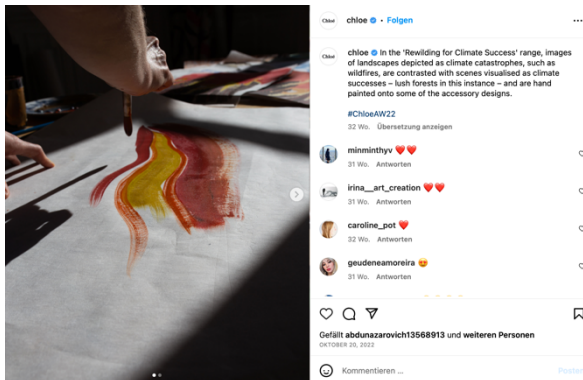 Chloé
chloe • Folgen
Chloé
chloe In the 'Rewilding for Climate Success' range, images
of landscapes depicted as climate catastrophes, such as
wildfires, are contrasted with scenes visualised as climate
successes – lush forests in this instance – and are hand
painted onto some of the accessory designs.
#ChloeAW22
32 Wo. Übersetzung anzeigen
minminthyv ❤️❤️
31 Wo. Antworten
irina__art_creation ❤️❤️
31 Wo. Antworten
caroline_pot ❤️
32 Wo. Antworten
geudeneamoreira 😍
31 Wo. Antworten
Gefällt abdunazarovich13568913 und weiteren Personen
OKTOBER 20, 2022
Kommentieren ...
Posten